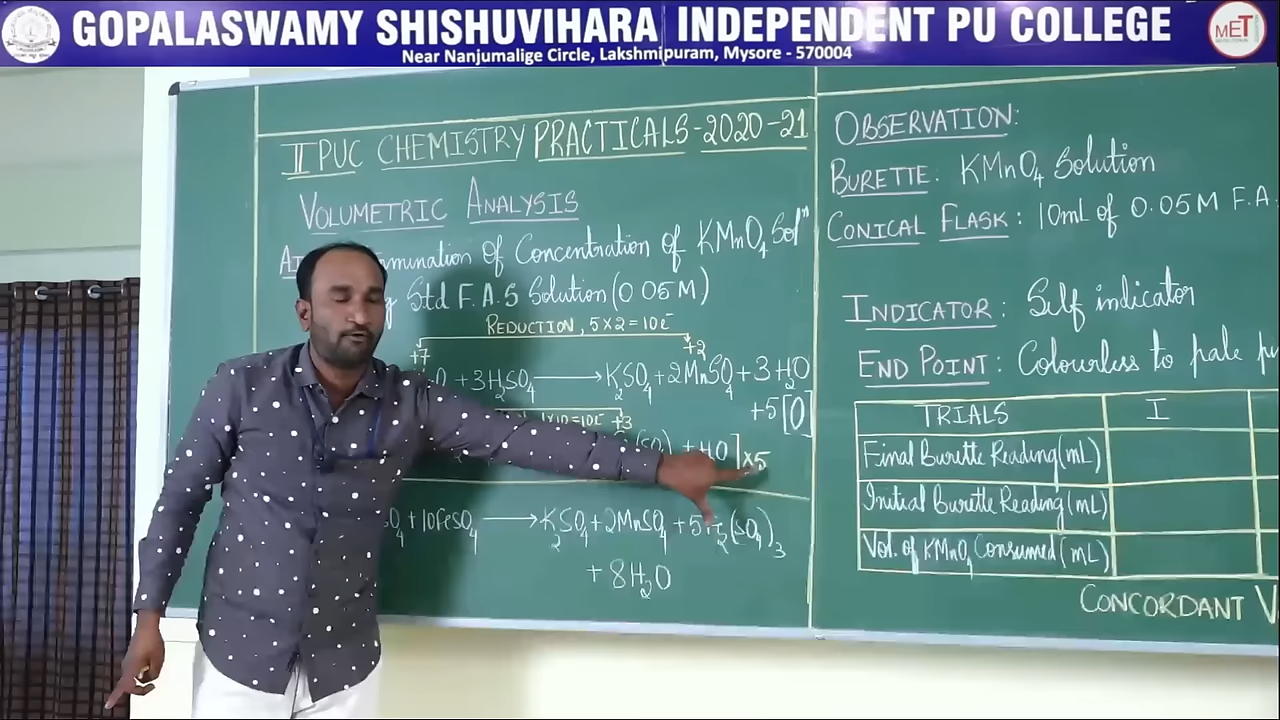 GOPALASWAMY SHISHUVIHARA INDEPENDENT PU COLLEGE
MET
Near Nanjumalige Circle, Lakshmipuram, Mysore - 570004
II PUC CHEMISTRY PRACTICALS-2020-21
VOLUMETRIC ANALYSIS
of Concentration of KMnO₄ Solⁿ
Std F.A.S Solution (0.05M)
REDUCTION, 5×2=10e⁻
+7 +2
+3H₂SO₄ ⟶ K₂SO₄+2MnSO₄+3H₂O
+5[O]
=10e⁻ +3
]×5
+10FeSO₄ ⟶ K₂SO₄+2MnSO₄+5Fe₂(SO₄)₃
+8H₂O
OBSERVATION:
BURETTE: KMnO₄ Solution
CONICAL FLASK: 10mL of 0.05M F.A.
INDICATOR: Self indicator
END POINT: Colourless to pale
TRIALS I
Final Burette Reading(mL)
Initial Burette Reading(mL)
Vol. of KMnO₄ Consumed(mL)
CONCORDANT V